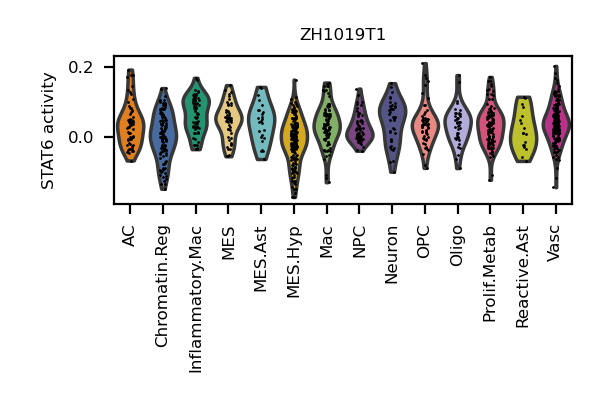 ZH1019T1
STAT6 activity
0.2
0.0
AC
Chromatin.Reg
Inflammatory.Mac
MES
MES.Ast
MES.Hyp
Mac
NPC
Neuron
OPC
Oligo
Prolif.Metab
Reactive.Ast
Vasc